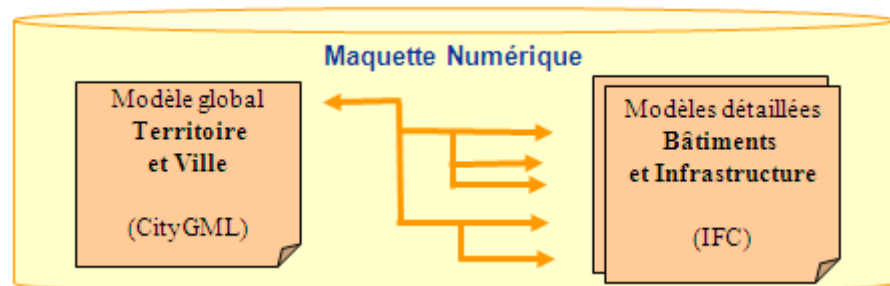 Maquette Numérique
Modèle global
Territoire
et Ville
(CityGML)
Modèles détaillées
Bâtiments
et Infrastructure
(IFC)